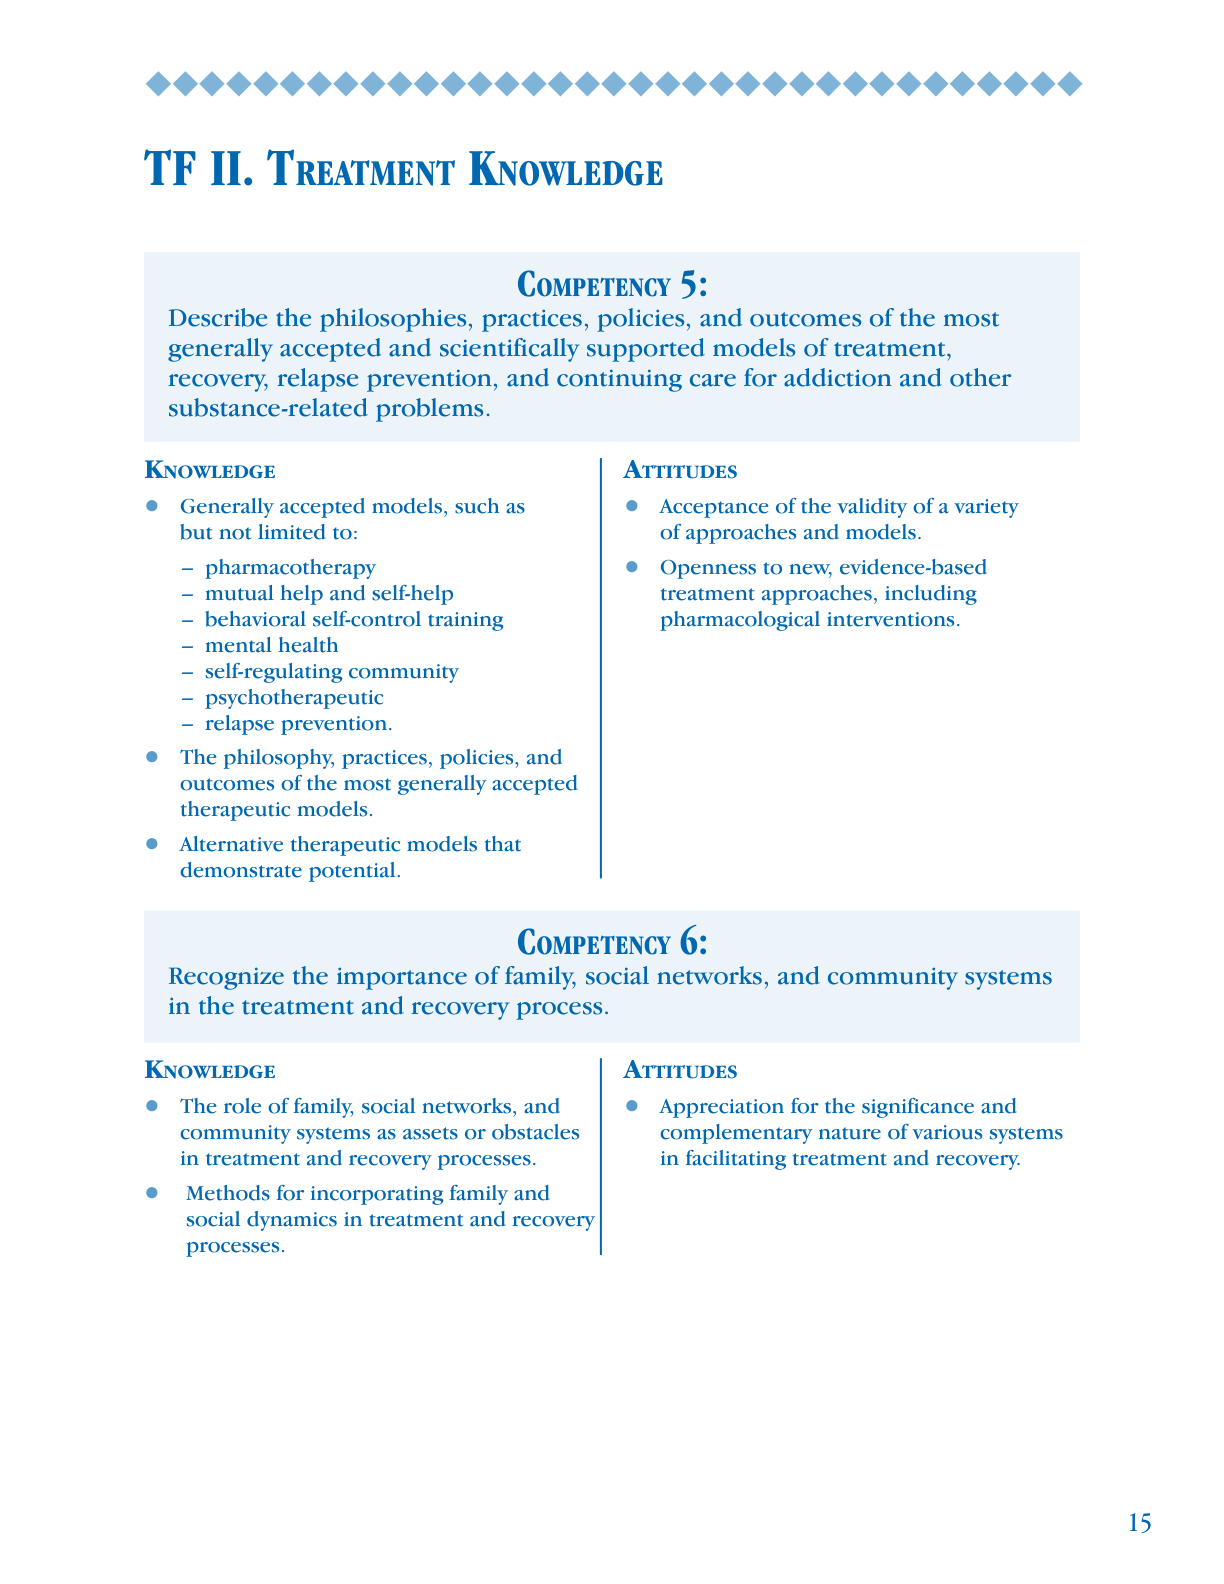 TF II. Treatment Knowledge
Competency 5:
Describe the philosophies, practices, policies, and outcomes of the most
generally accepted and scientifically supported models of treatment,
recovery, relapse prevention, and continuing care for addiction and other
substance-related problems.
Knowledge
● Generally accepted models, such as
but not limited to:
– pharmacotherapy
– mutual help and self-help
– behavioral self-control training
– mental health
– self-regulating community
– psychotherapeutic
– relapse prevention.
● The philosophy, practices, policies, and
outcomes of the most generally accepted
therapeutic models.
● Alternative therapeutic models that
demonstrate potential.
Attitudes
● Acceptance of the validity of a variety
of approaches and models.
● Openness to new, evidence-based
treatment approaches, including
pharmacological interventions.
Competency 6:
Recognize the importance of family, social networks, and community systems
in the treatment and recovery process.
Knowledge
● The role of family, social networks, and
community systems as assets or obstacles
in treatment and recovery processes.
● Methods for incorporating family and
social dynamics in treatment and recovery
processes.
Attitudes
● Appreciation for the significance and
complementary nature of various systems
in facilitating treatment and recovery.
15